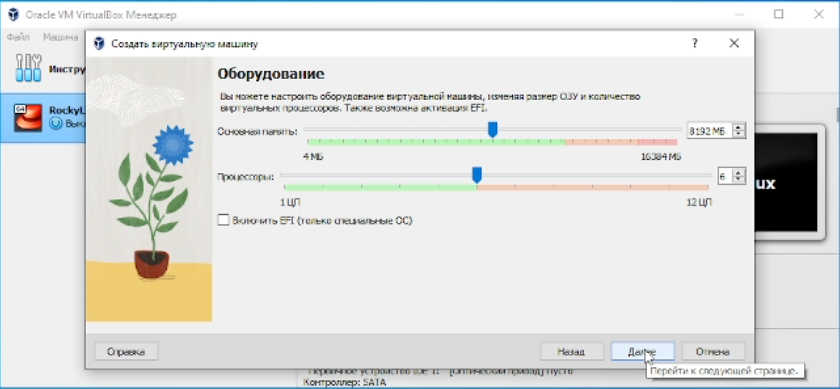 Oracle VM VirtualBox Менеджер
Файл Машина
Создать виртуальную машину
?
Инстру
RockyL
Вык
Оборудование
Вы можете настроить оборудование виртуальной машины, изменяя размер ОЗУ и количество
виртуальных процессоров. Также возможна активация EFI.
Основная память:
8192 МБ
4 МБ
16384 МБ
Процессоры:
6
1 ЦП
12 ЦП
Включить EFI (только специальные ОС)
ux
Справка
Назад
Далее
Отмена
Перейти к следующей странице.
Первичное устройство IDE 1: [Оптический привод] Пусто
Контроллер: SATA